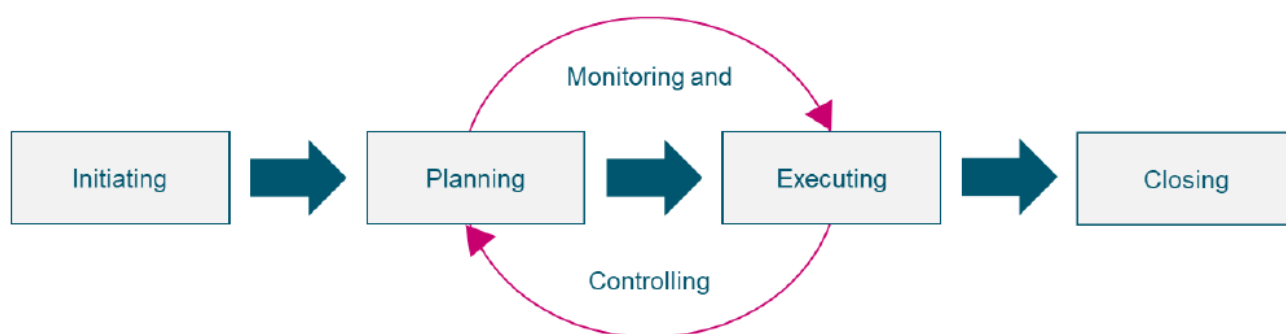 Monitoring and
Initiating
Planning
Executing
Closing
Controlling